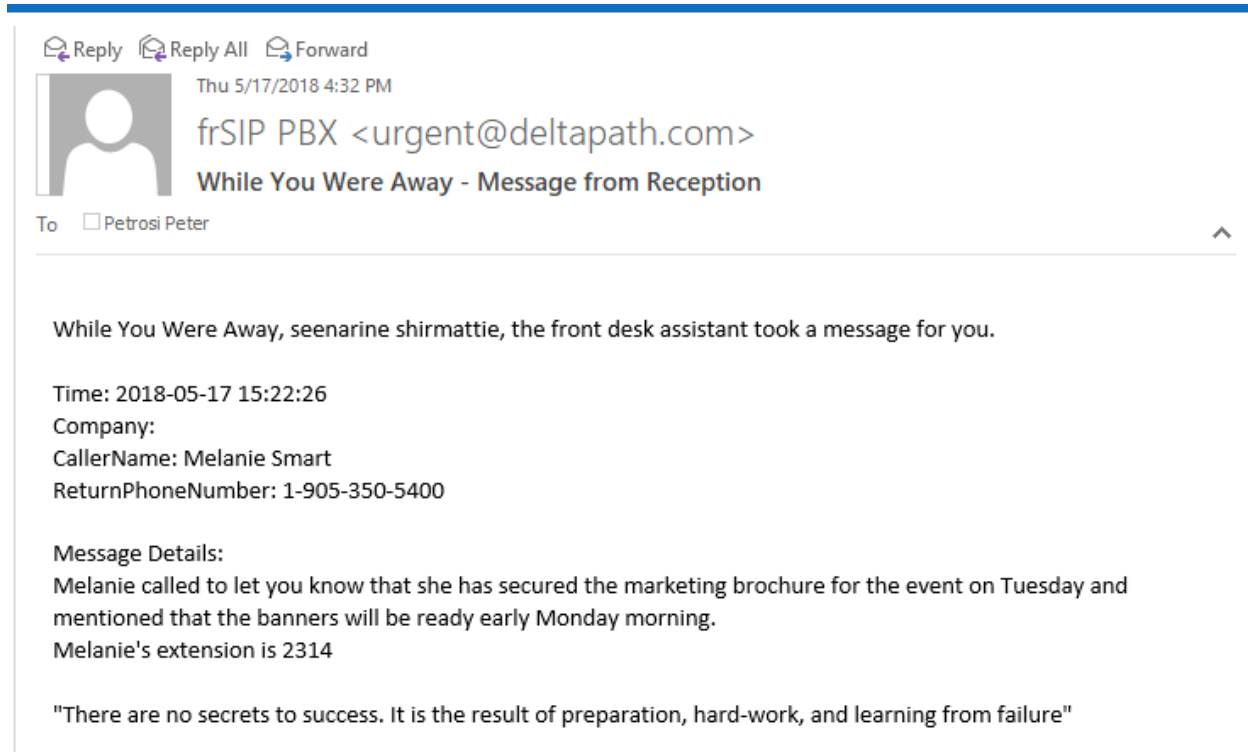 Reply Reply All Forward
Thu 5/17/2018 4:32 PM
frSIP PBX <urgent@deltapath.com>
While You Were Away - Message from Reception
To Petrosi Peter
While You Were Away, seenarine shirmattie, the front desk assistant took a message for you.
Time: 2018-05-17 15:22:26
Company:
CallerName: Melanie Smart
ReturnPhoneNumber: 1-905-350-5400
Message Details:
Melanie called to let you know that she has secured the marketing brochure for the event on Tuesday and
mentioned that the banners will be ready early Monday morning.
Melanie's extension is 2314
"There are no secrets to success. It is the result of preparation, hard-work, and learning from failure"